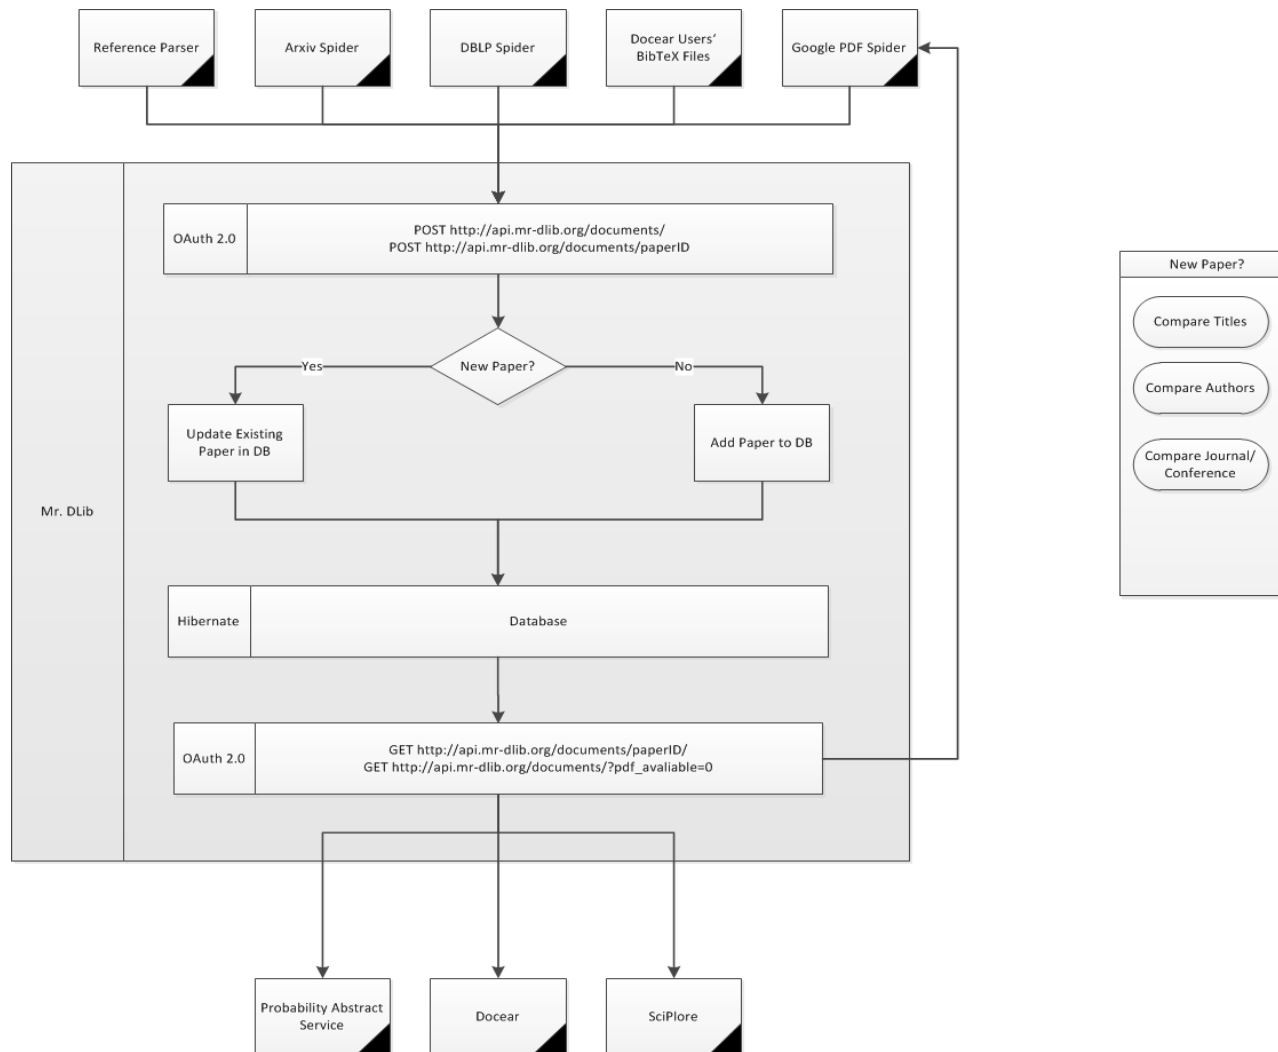 Reference Parser
Arxiv Spider
DBLP Spider
Docear Users'
BibTeX Files
Google PDF Spider
OAuth 2.0
POST http://api.mr-dlib.org/documents/
POST http://api.mr-dlib.org/documents/paperID
New Paper?
Compare Titles
Compare Authors
Compare Journal/
Conference
Yes
New Paper?
No
Update Existing
Paper in DB
Add Paper to DB
Mr. DLib
Hibernate
Database
OAuth 2.0
GET http://api.mr-dlib.org/documents/paperID/
GET http://api.mr-dlib.org/documents/?pdf_avaliable=0
Probability Abstract
Service
Docear
SciPlore